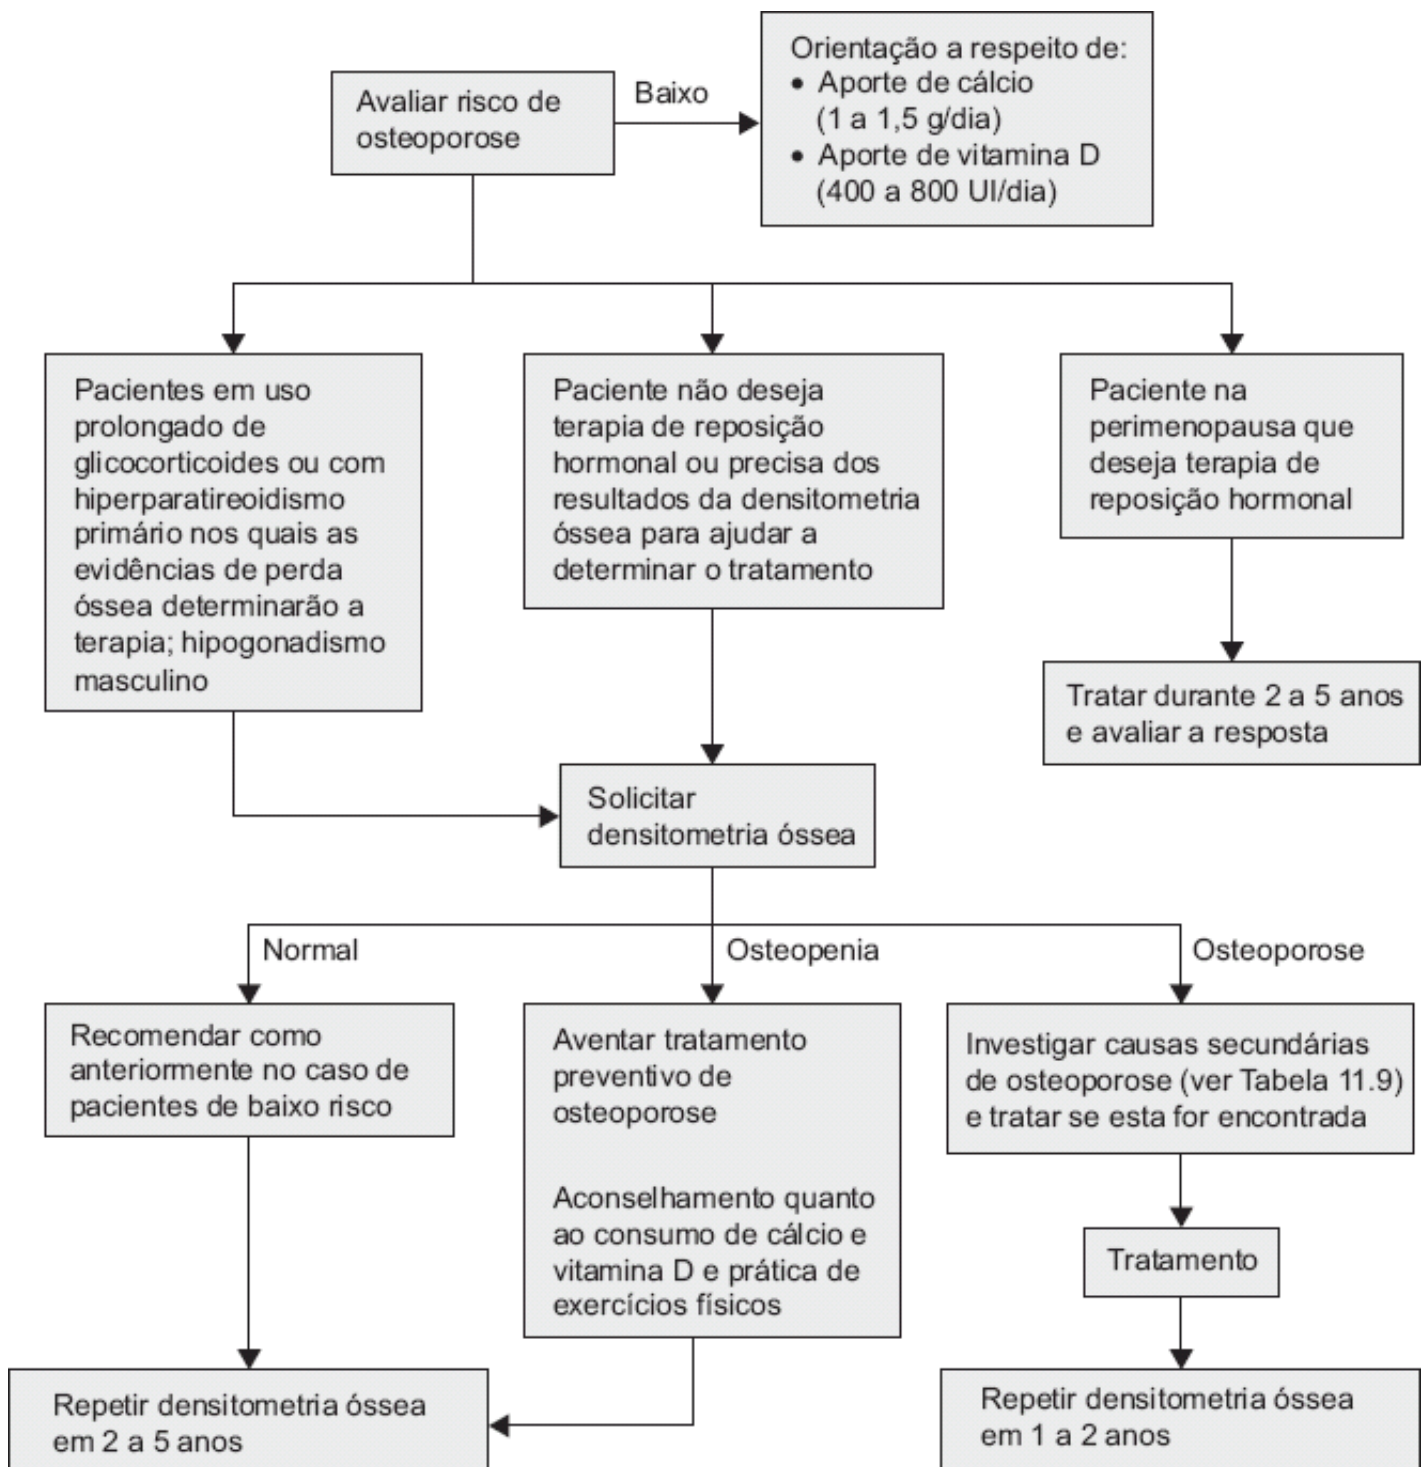 Avaliar risco de
osteoporose
Baixo
Orientação a respeito de:
• Aporte de cálcio
(1 a 1,5 g/dia)
• Aporte de vitamina D
(400 a 800 UI/dia)
Pacientes em uso
prolongado de
glicocorticoides ou com
hiperparatireoidismo
primário nos quais as
evidências de perda
óssea determinarão a
terapia; hipogonadismo
masculino
Paciente não deseja
terapia de reposição
hormonal ou precisa dos
resultados da densitometria
óssea para ajudar a
determinar o tratamento
Paciente na
perimenopausa que
deseja terapia de
reposição hormonal
Tratar durante 2 a 5 anos
e avaliar a resposta
Solicitar
densitometria óssea
Normal
Osteopenia
Osteoporose
Recomendar como
anteriormente no caso de
pacientes de baixo risco
Aventar tratamento
preventivo de
osteoporose
Aconselhamento quanto
ao consumo de cálcio e
vitamina D e prática de
exercícios físicos
Investigar causas secundárias
de osteoporose (ver Tabela 11.9)
e tratar se esta for encontrada
Tratamento
Repetir densitometria óssea
em 2 a 5 anos
Repetir densitometria óssea
em 1 a 2 anos